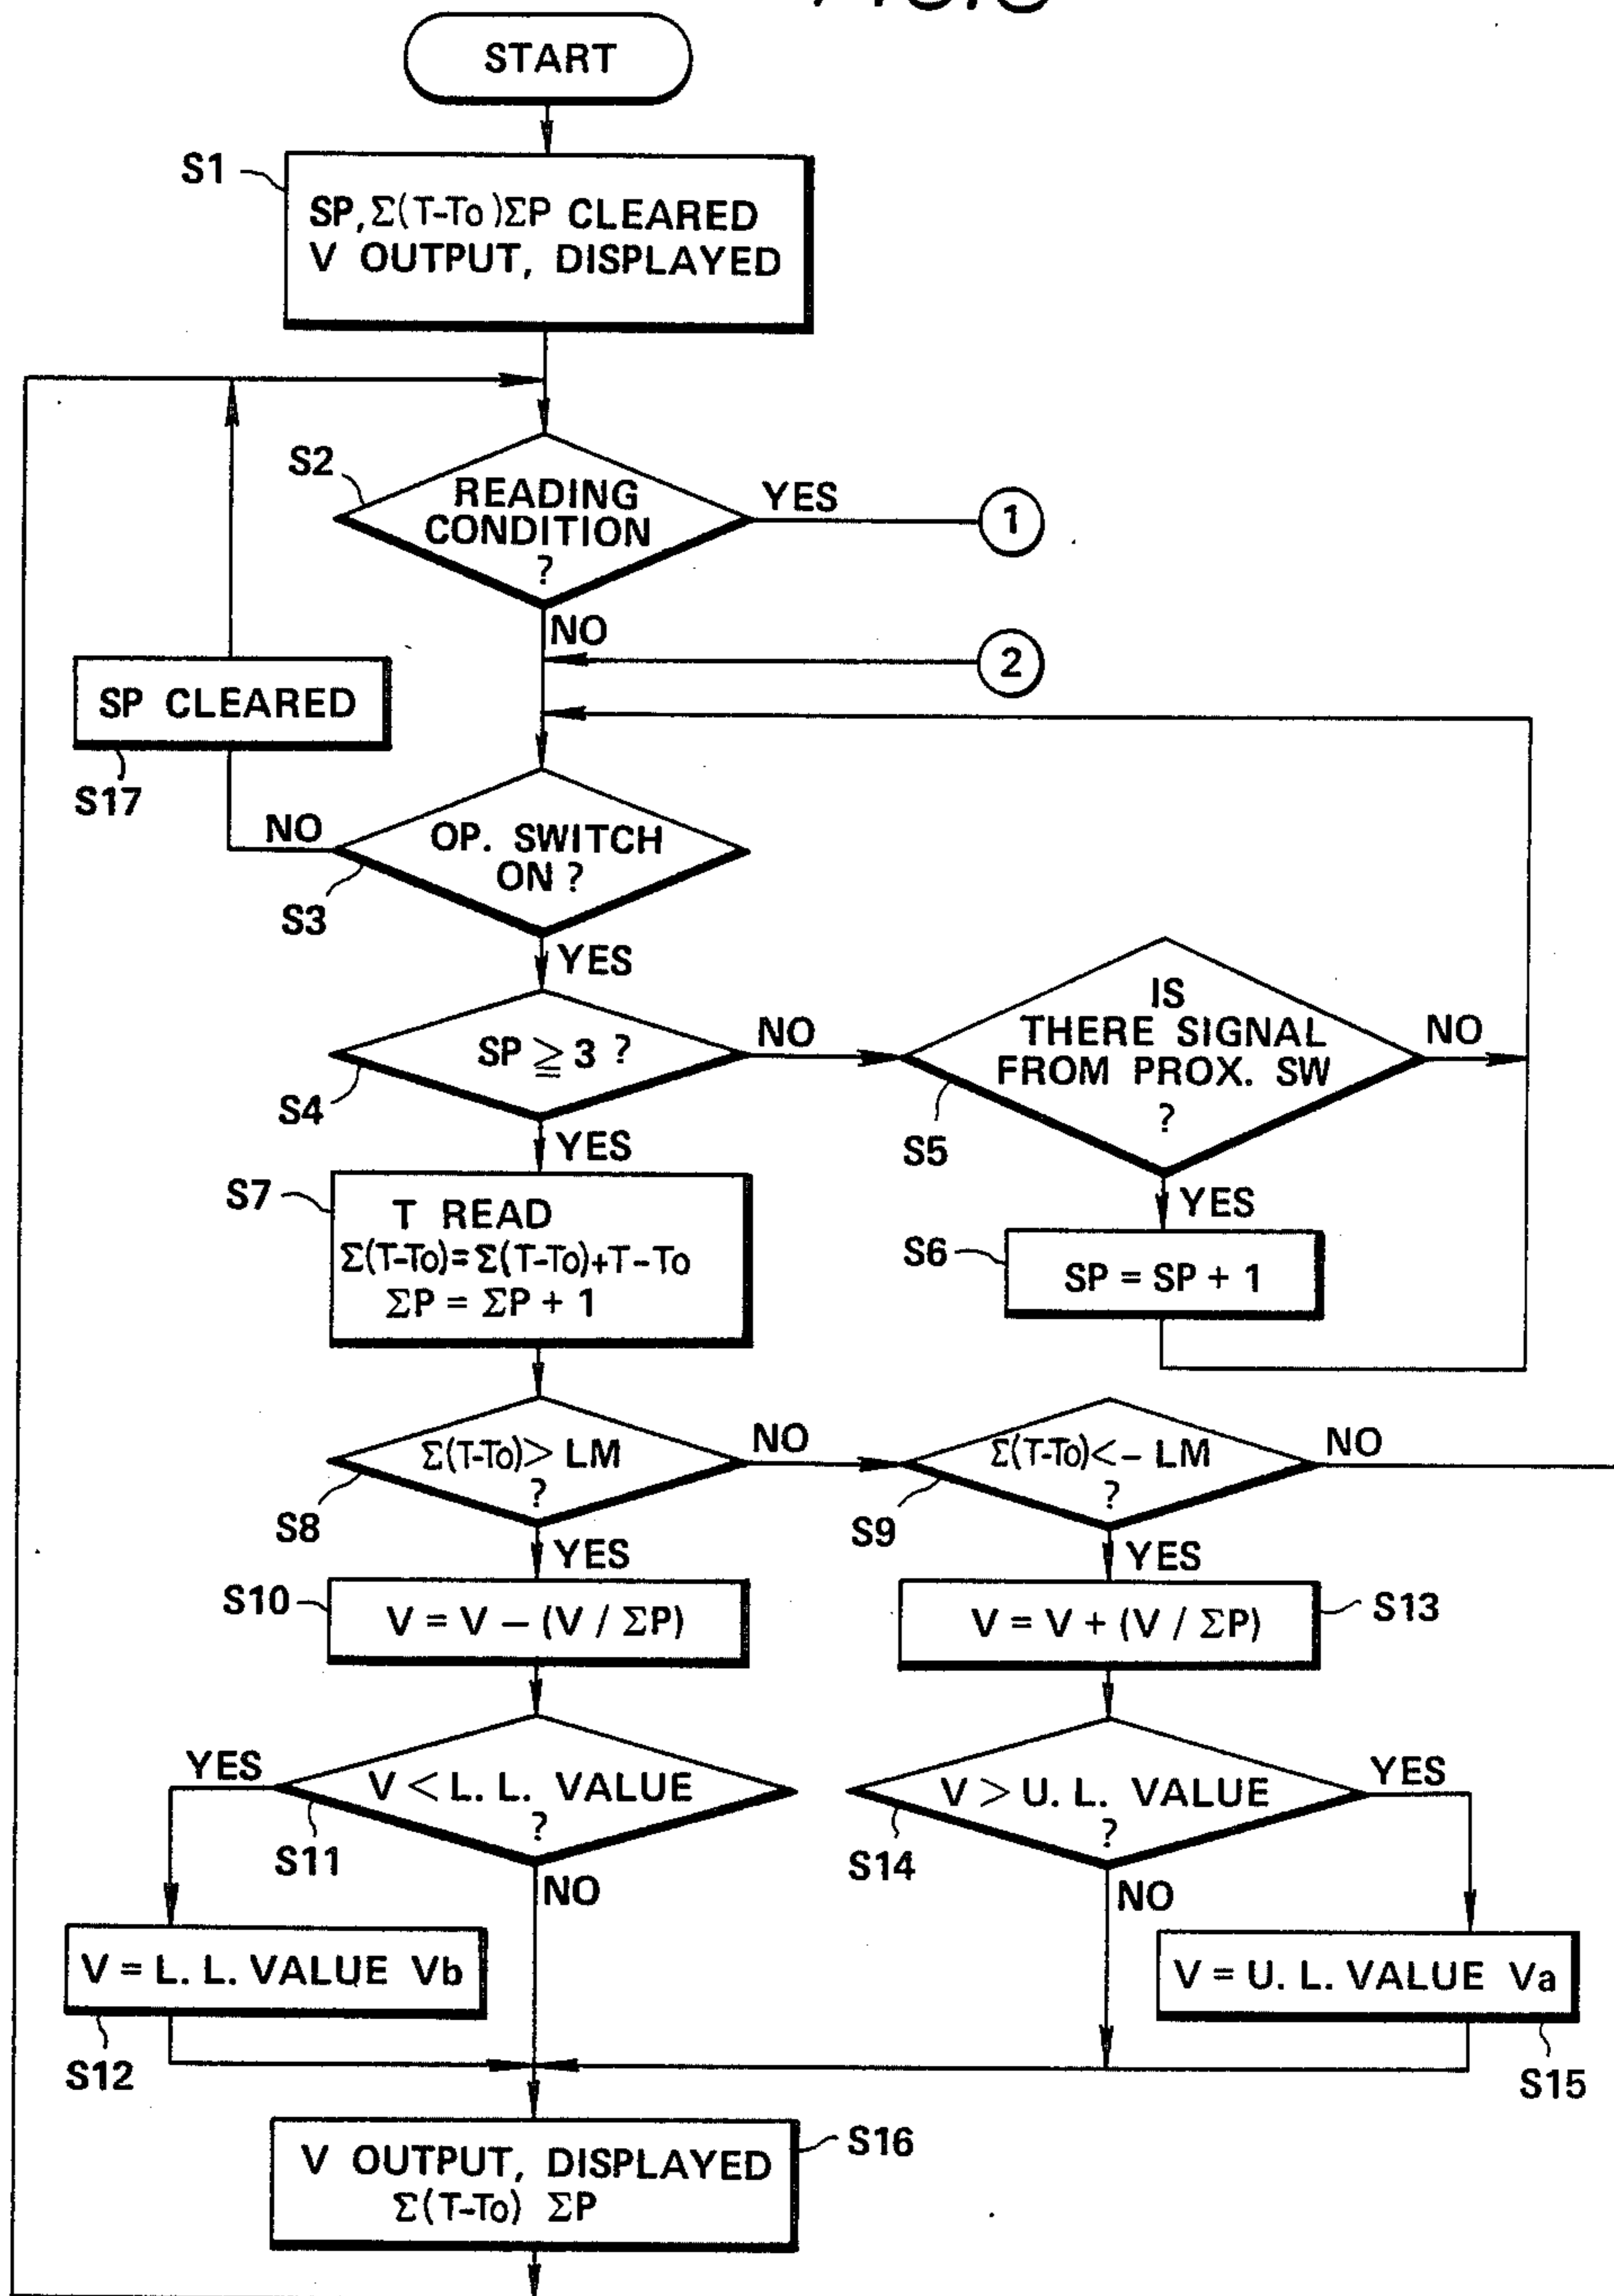 START
S1
SP, Σ(T-To)ΣP CLEARED
V OUTPUT, DISPLAYED
S2
READING
CONDITION
?
YES
1
NO
2
SP CLEARED
S17
NO
OP. SWITCH
ON ?
S3
YES
SP ≧ 3 ?
NO
S4
IS
THERE SIGNAL
FROM PROX. SW
?
NO
S5
YES
YES
S7
T READ
Σ(T-To)=Σ(T-To)+T-To
ΣP = ΣP + 1
S6
SP = SP + 1
Σ(T-To)> LM
?
NO
S8
Σ(T-To)<- LM
?
NO
S9
YES
YES
S10
V = V - (V / ΣP)
V = V + (V / ΣP)
S13
YES
V < L. L. VALUE
?
S11
V > U. L. VALUE
?
YES
S14
NO
NO
V = L. L. VALUE Vb
S12
V = U. L. VALUE Va
S15
V OUTPUT, DISPLAYED
Σ(T-To) ΣP
S16